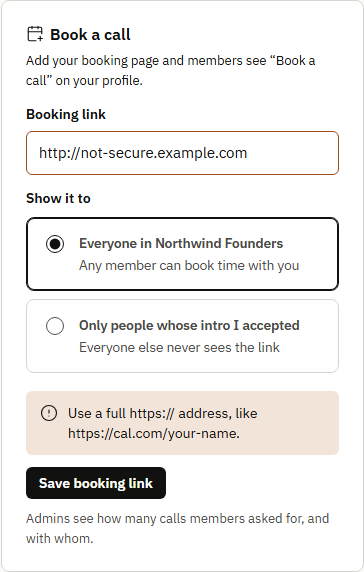 Book a call
Add your booking page and members see “Book a
call” on your profile.
Booking link
http://not-secure.example.com
Show it to
Everyone in Northwind Founders
Any member can book time with you
Only people whose intro I accepted
Everyone else never sees the link
Use a full https:// address, like
https://cal.com/your-name.
Save booking link
Admins see how many calls members asked for, and
with whom.